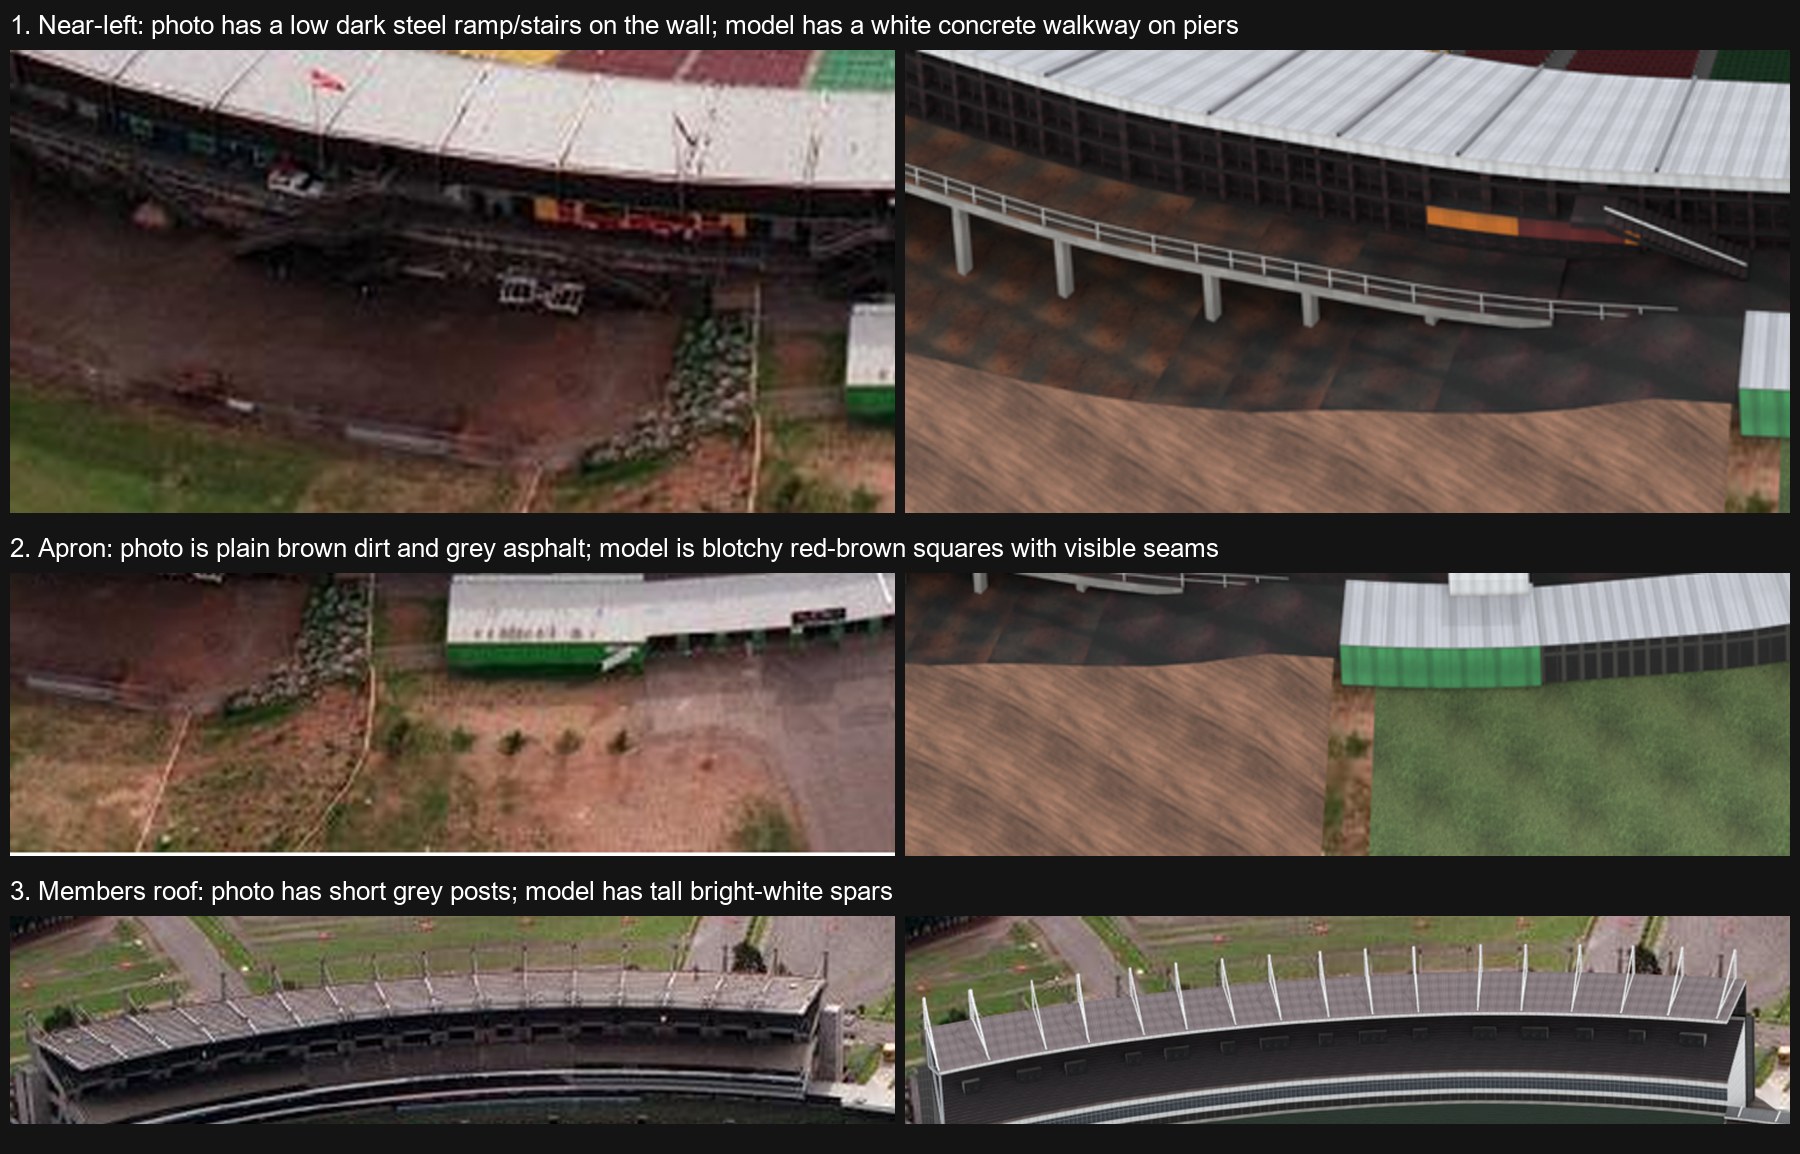 1. Near-left: photo has a low dark steel ramp/stairs on the wall; model has a white concrete walkway on piers
2. Apron: photo is plain brown dirt and grey asphalt; model is blotchy red-brown squares with visible seams
3. Members roof: photo has short grey posts; model has tall bright-white spars